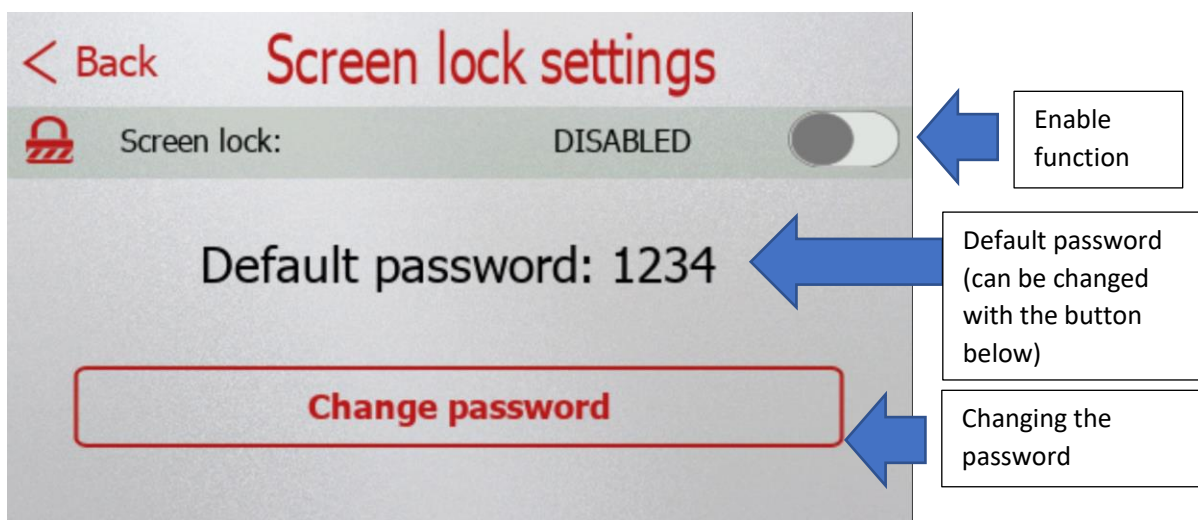 < Back Screen lock settings
Screen lock: DISABLED
Enable
function
Default password: 1234
Default password
(can be changed
with the button
below)
Change password
Changing the
password